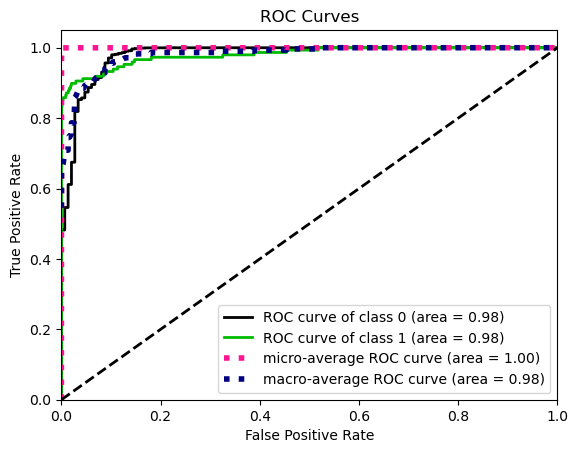 ROC Curves
True Positive Rate
1.0
0.8
0.6
0.4
0.2
0.0
ROC curve of class 0 (area = 0.98)
ROC curve of class 1 (area = 0.98)
micro-average ROC curve (area = 1.00)
macro-average ROC curve (area = 0.98)
0.0 0.2 0.4 0.6 0.8 1.0
False Positive Rate